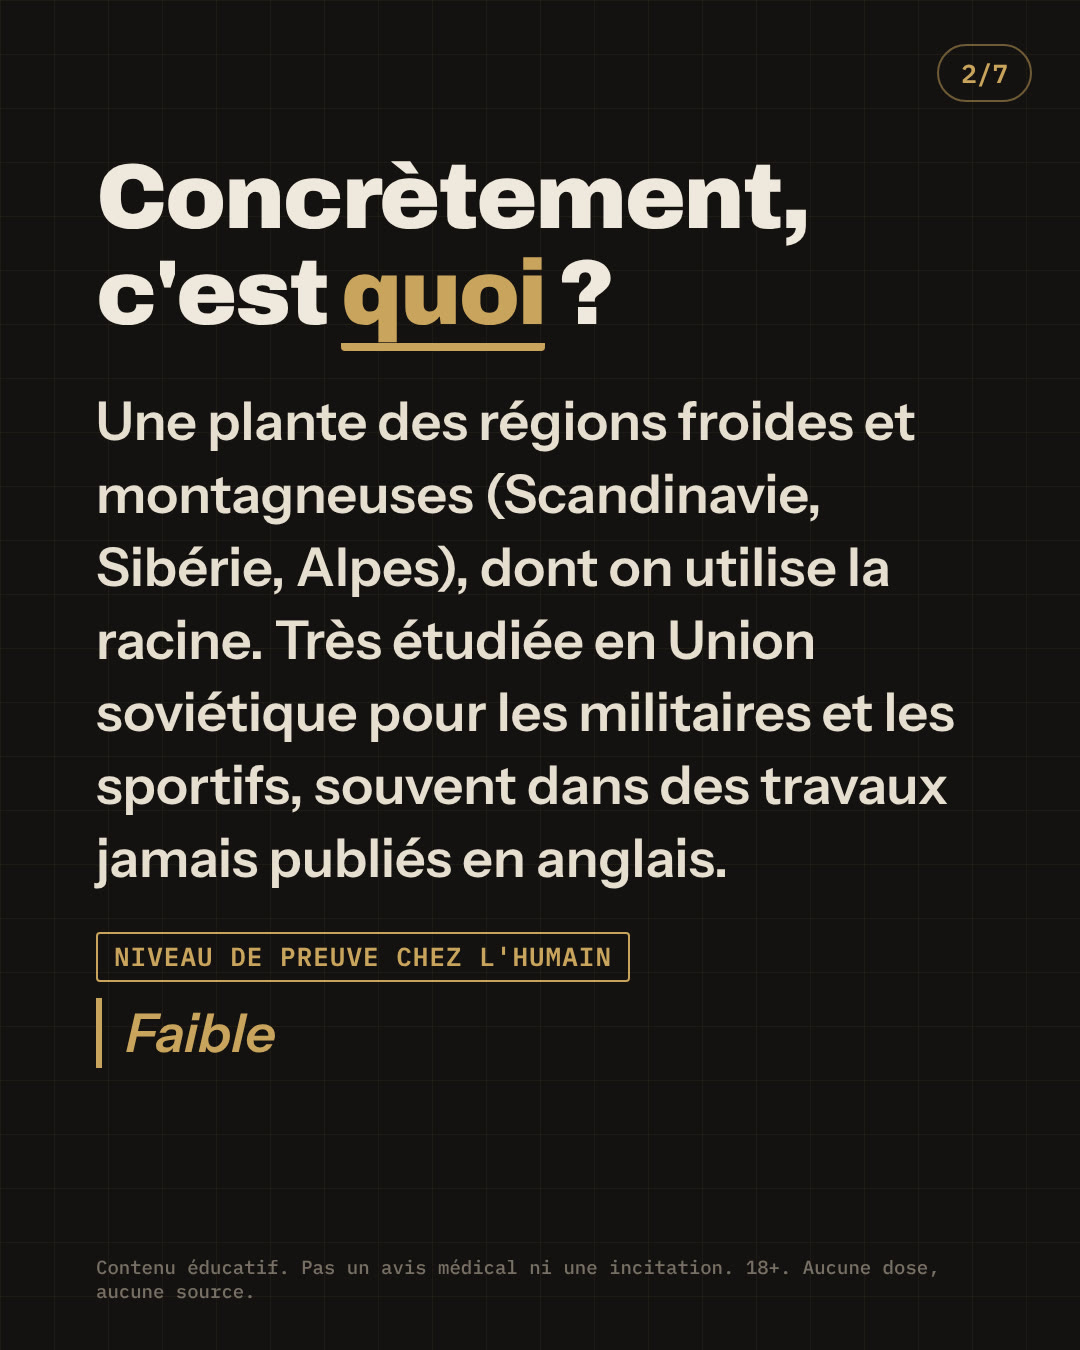 2/7
Concrètement,
c'est quoi ?
Une plante des régions froides et
montagneuses (Scandinavie,
Sibérie, Alpes), dont on utilise la
racine. Très étudiée en Union
soviétique pour les militaires et les
sportifs, souvent dans des travaux
jamais publiés en anglais.
NIVEAU DE PREUVE CHEZ L'HUMAIN
Faible
Contenu éducatif. Pas un avis médical ni une incitation. 18+. Aucune dose,
aucune source.